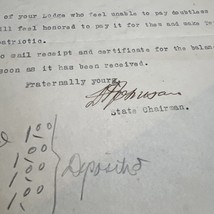 of your Lodge who feel unable to pay doubtless
ill feel honored to pay it for them and make
patriotic.
o mail receipt and certificate for the balance
soon as it has been received.
Fraternally yours,
State Chairman.
1.00
1.00
1.00
1.00
Deposited